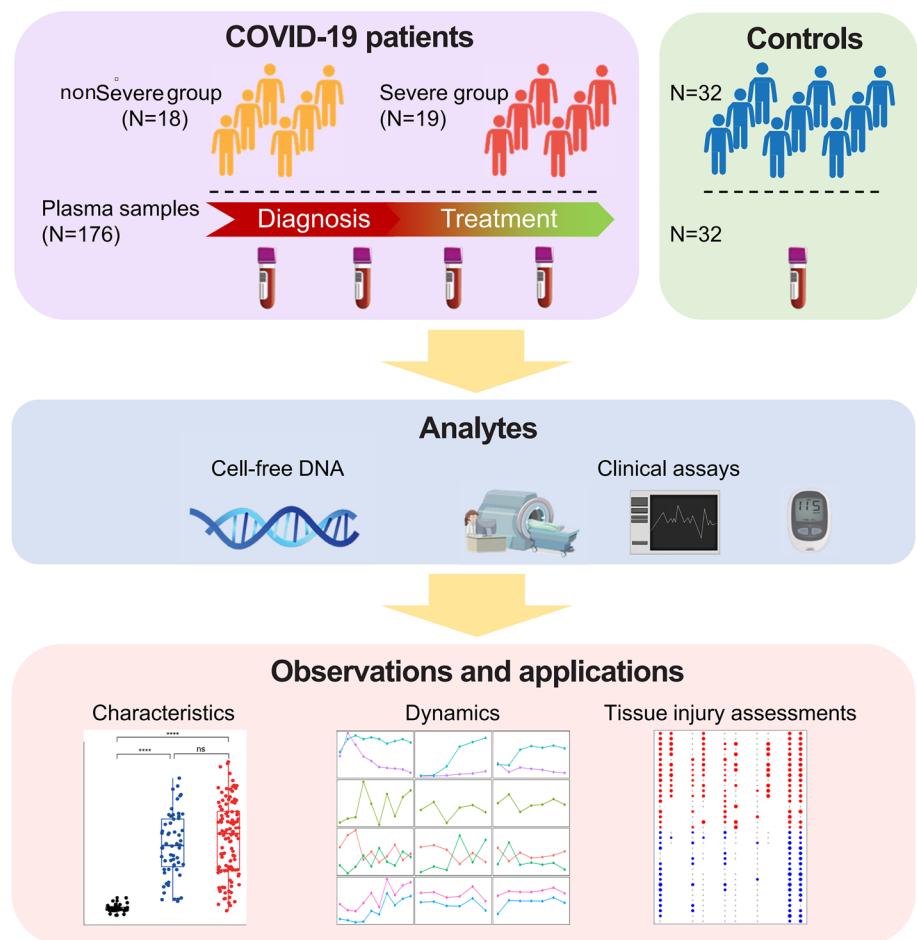 COVID-19 patients
nonSevere group
(N=18)
Severe group
(N=19)
Plasma samples
(N=176)
Diagnosis
Treatment
Controls
N=32
N=32
Analytes
Cell-free DNA
Clinical assays
115
Observations and applications
Characteristics
Dynamics
Tissue injury assessments
****
****
ns